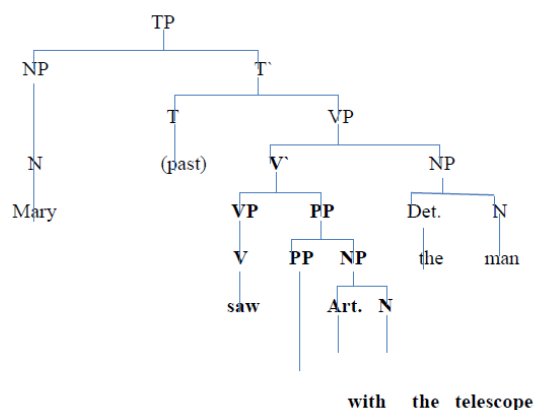 TP
NP T`
T VP
N (past) V` NP
Mary VP PP Det. N
V PP NP the man
saw Art. N
with the telescope